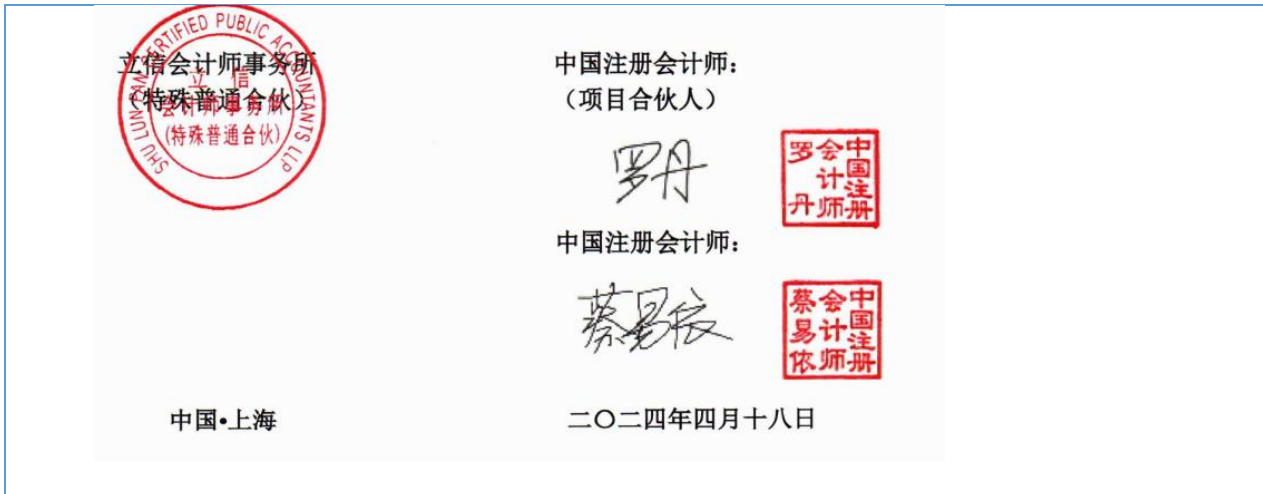 立信会计师事务所
（特殊普通合伙）
SHU LUN PAN CERTIFIED PUBLIC ACCOUNTANTS LLP
立信
会计师事务所
(特殊普通合伙)
中国注册会计师：
（项目合伙人）
罗丹
中国注册会计师罗丹
中国注册会计师：
蔡易依
中国注册会计师蔡易依
中国•上海
二〇二四年四月十八日